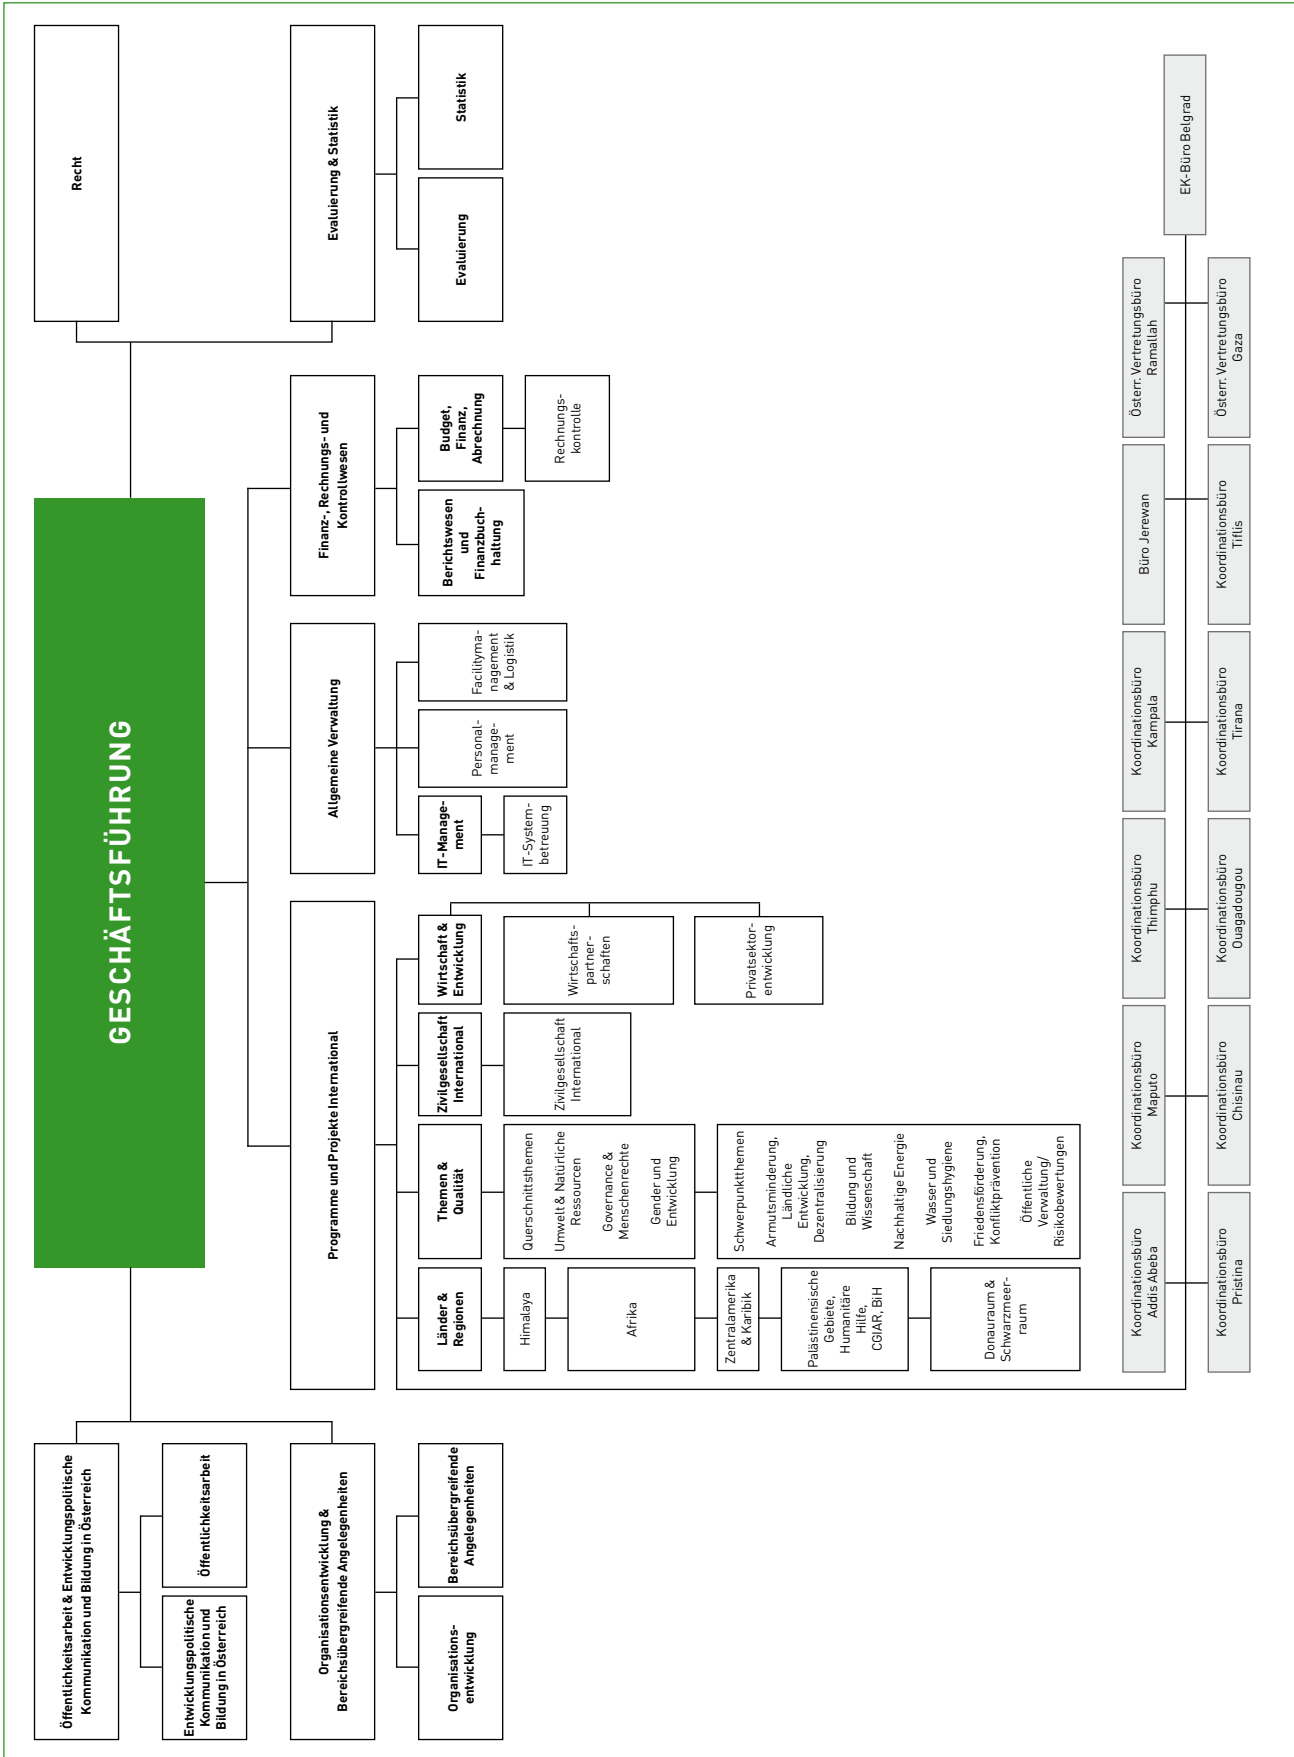 GESCHÄFTSFÜHRUNG
Öffentlichkeitsarbeit & Entwicklungspolitische
Kommunikation und Bildung in Österreich
Entwicklungspolitische
Kommunikation und
Bildung in Österreich
Öffentlichkeitsarbeit
Recht
Organisationsentwicklung &
Bereichsübergreifende Angelegenheiten
Organisations-
entwicklung
Bereichsübergreifende
Angelegenheiten
Programme und Projekte International
Länder &
Regionen
Himalaya
Afrika
Zentralamerika
& Karibik
Palästinensische
Gebiete,
Humanitäre
Hilfe,
CGIAR, BiH
Donauraum &
Schwarzmeer-
raum
Themen &
Qualität
Querschnittsthemen
Umwelt & Natürliche
Ressourcen
Governance &
Menschenrechte
Gender und
Entwicklung
Schwerpunktthemen
Armutsminderung,
Ländliche
Entwicklung,
Dezentralisierung
Bildung und
Wissenschaft
Nachhaltige Energie
Wasser und
Siedlungshygiene
Friedensförderung,
Konfliktprävention
Öffentliche
Verwaltung/
Risikobewertungen
Zivilgesellschaft
International
Zivilgesellschaft
International
Wirtschaft &
Entwicklung
Wirtschafts-
partner-
schaften
Privatsektor-
entwicklung
Allgemeine Verwaltung
IT-Manage-
ment
IT-System-
betreuung
Personal-
manage-
ment
Facilityma-
nagement
& Logistik
Finanz-, Rechnungs- und
Kontrollwesen
Berichtswesen
und
Finanzbuch-
haltung
Budget,
Finanz,
Abrechnung
Rechnungs-
kontrolle
Evaluierung & Statistik
Evaluierung
Statistik
Koordinationsbüro
Addis Abeba
Koordinationsbüro
Maputo
Koordinationsbüro
Thimphu
Koordinationsbüro
Kampala
Büro Jerewan
Österr. Vertretungsbüro
Ramallah
EK-Büro Belgrad
Koordinationsbüro
Pristina
Koordinationsbüro
Chisinau
Koordinationsbüro
Ouagadougou
Koordinationsbüro
Tirana
Koordinationsbüro
Tiflis
Österr. Vertretungsbüro
Gaza